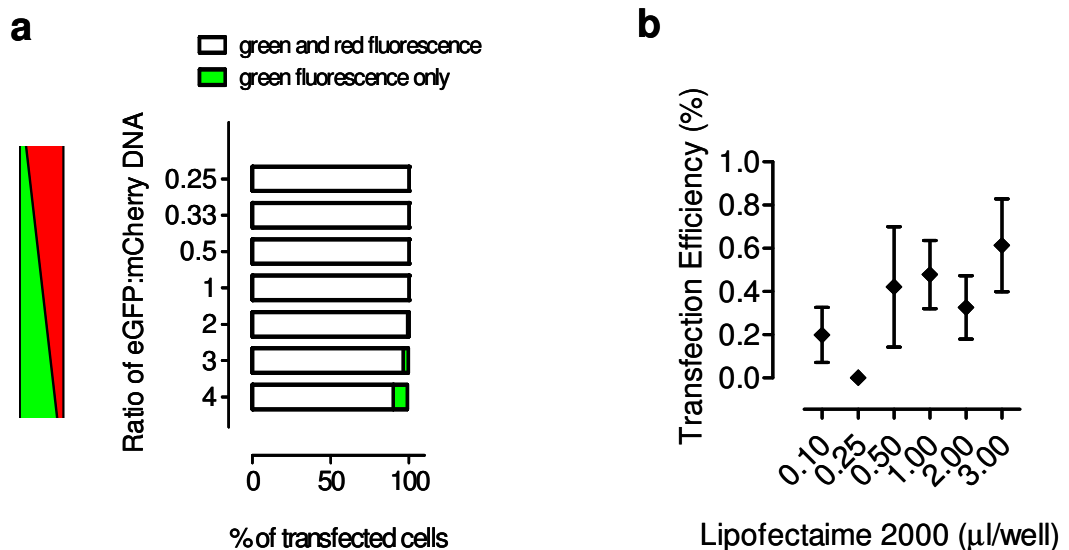 a
green and red fluorescence
green fluorescence only
Ratio of eGFP:mCherry DNA
0.25
0.33
0.5
1
2
3
4
0 50 100
% of transfected cells
b
Transfection Efficiency (%)
1.0
0.8
0.6
0.4
0.2
0.0
0.10 0.25 0.50 1.00 2.00 3.00
Lipofectaime 2000 (µl/well)